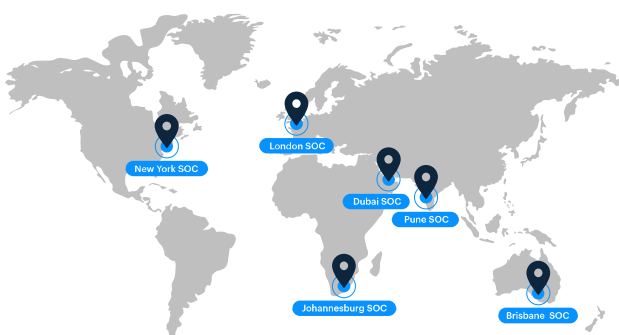 London SOC
New York SOC
Dubai SOC
Pune SOC
Johannesburg SOC
Brisbane SOC